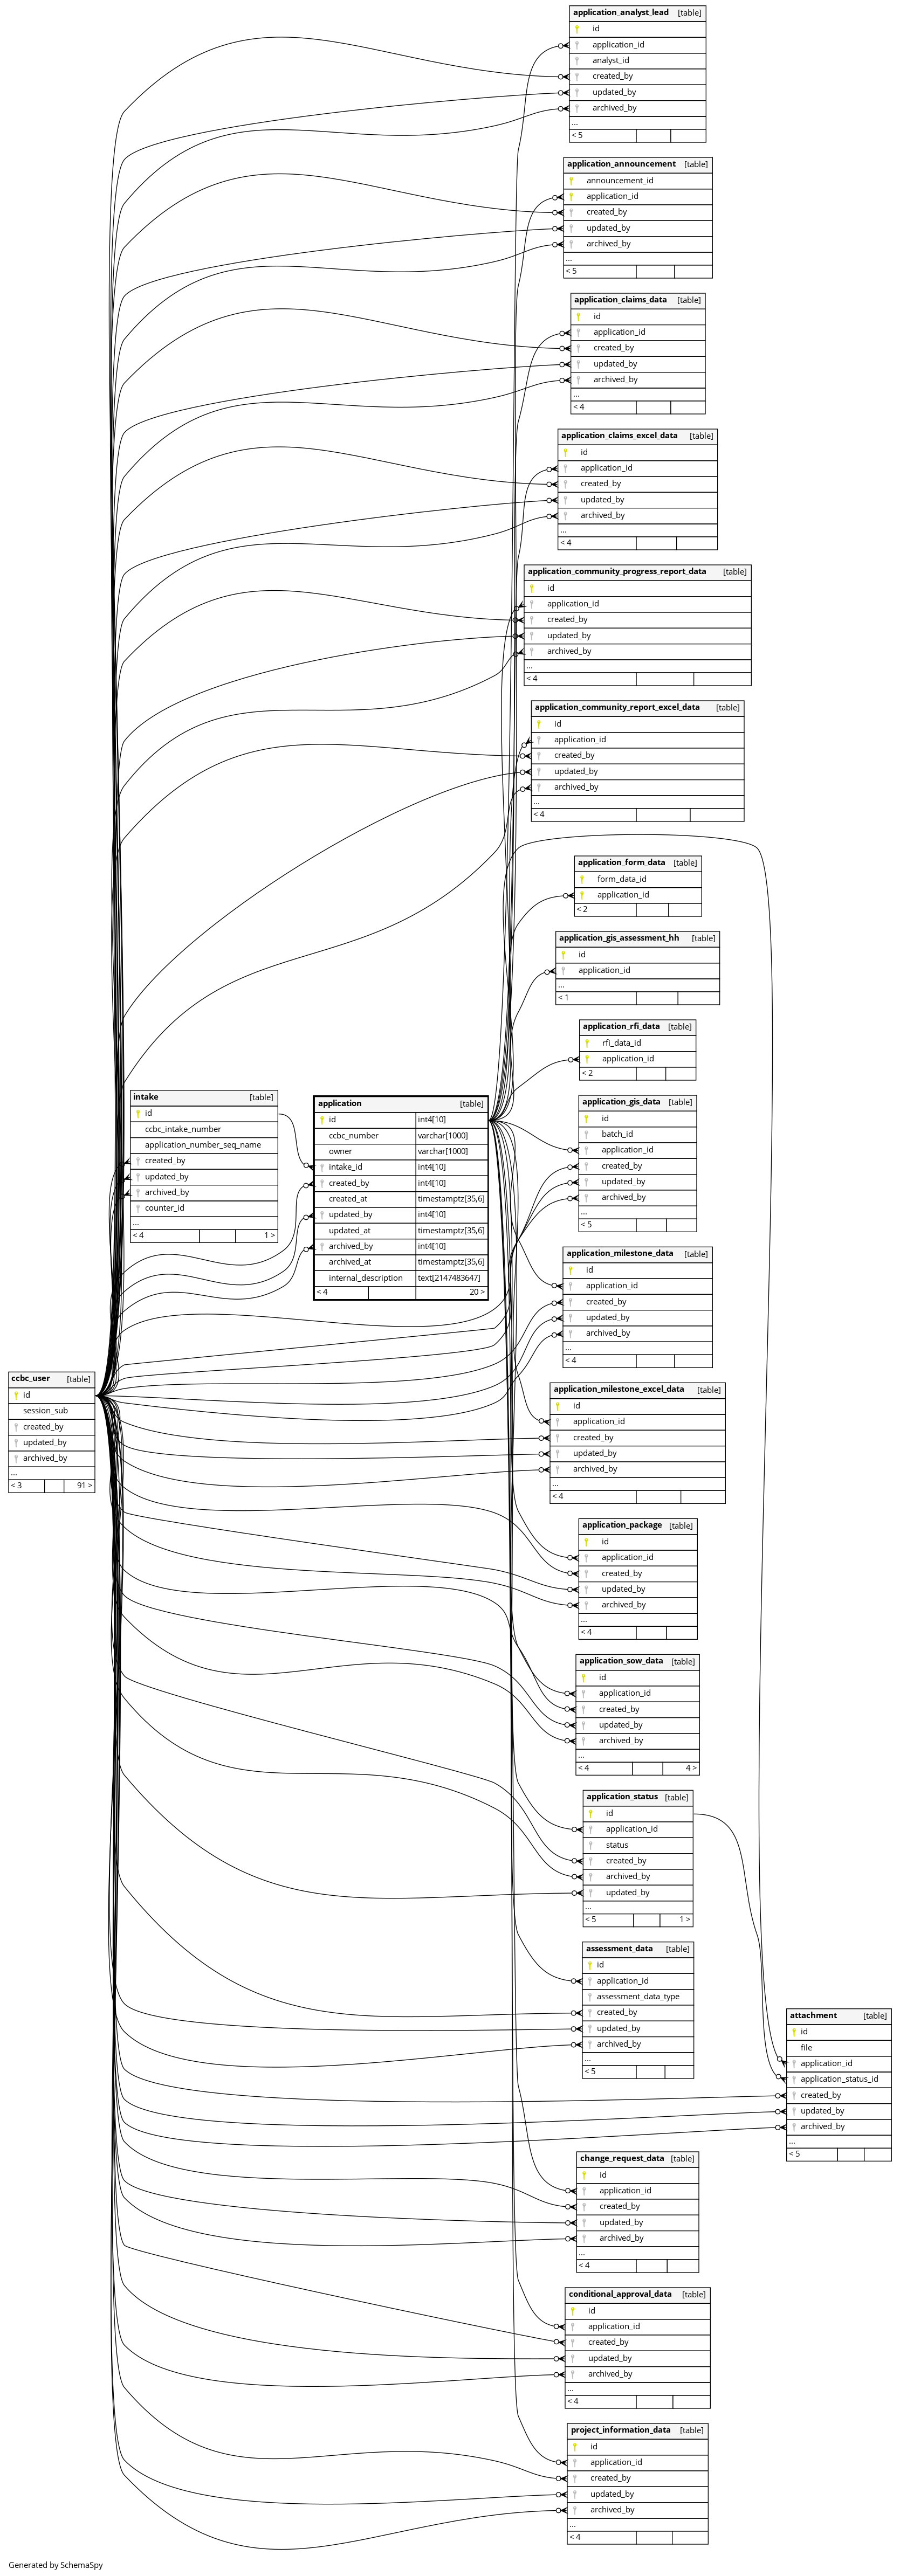 application_analyst_lead [table]
id
application_id
analyst_id
created_by
updated_by
archived_by
...
< 5
application_announcement [table]
announcement_id
application_id
created_by
updated_by
archived_by
...
< 5
application_claims_data [table]
id
application_id
created_by
updated_by
archived_by
...
< 4
application_claims_excel_data [table]
id
application_id
created_by
updated_by
archived_by
...
< 4
application_community_progress_report_data [table]
id
application_id
created_by
updated_by
archived_by
...
< 4
application_community_report_excel_data [table]
id
application_id
created_by
updated_by
archived_by
...
< 4
application_form_data [table]
form_data_id
application_id
< 2
application_gis_assessment_hh [table]
id
application_id
...
< 1
application_rfi_data [table]
rfi_data_id
application_id
< 2
intake [table]
id
ccbc_intake_number
application_number_seq_name
created_by
updated_by
archived_by
counter_id
...
< 4 1 >
application [table]
id int4[10]
ccbc_number varchar[1000]
owner varchar[1000]
intake_id int4[10]
created_by int4[10]
created_at timestamptz[35,6]
updated_by int4[10]
updated_at timestamptz[35,6]
archived_by int4[10]
archived_at timestamptz[35,6]
internal_description text[2147483647]
< 4 20 >
application_gis_data [table]
id
batch_id
application_id
created_by
updated_by
archived_by
...
< 5
application_milestone_data [table]
id
application_id
created_by
updated_by
archived_by
...
< 4
ccbc_user [table]
id
session_sub
created_by
updated_by
archived_by
...
< 3 91 >
application_milestone_excel_data [table]
id
application_id
created_by
updated_by
archived_by
...
< 4
application_package [table]
id
application_id
created_by
updated_by
archived_by
...
< 4
application_sow_data [table]
id
application_id
created_by
updated_by
archived_by
...
< 4 4 >
application_status [table]
id
application_id
status
created_by
archived_by
updated_by
...
< 5 1 >
assessment_data [table]
id
application_id
assessment_data_type
created_by
updated_by
archived_by
...
< 5
attachment [table]
id
file
application_id
application_status_id
created_by
updated_by
archived_by
...
< 5
change_request_data [table]
id
application_id
created_by
updated_by
archived_by
...
< 4
conditional_approval_data [table]
id
application_id
created_by
updated_by
archived_by
...
< 4
project_information_data [table]
id
application_id
created_by
updated_by
archived_by
...
< 4
Generated by SchemaSpy